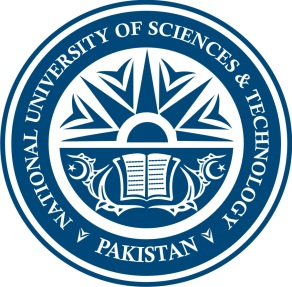 NATIONAL UNIVERSITY OF SCIENCES & TECHNOLOGY
PAKISTAN